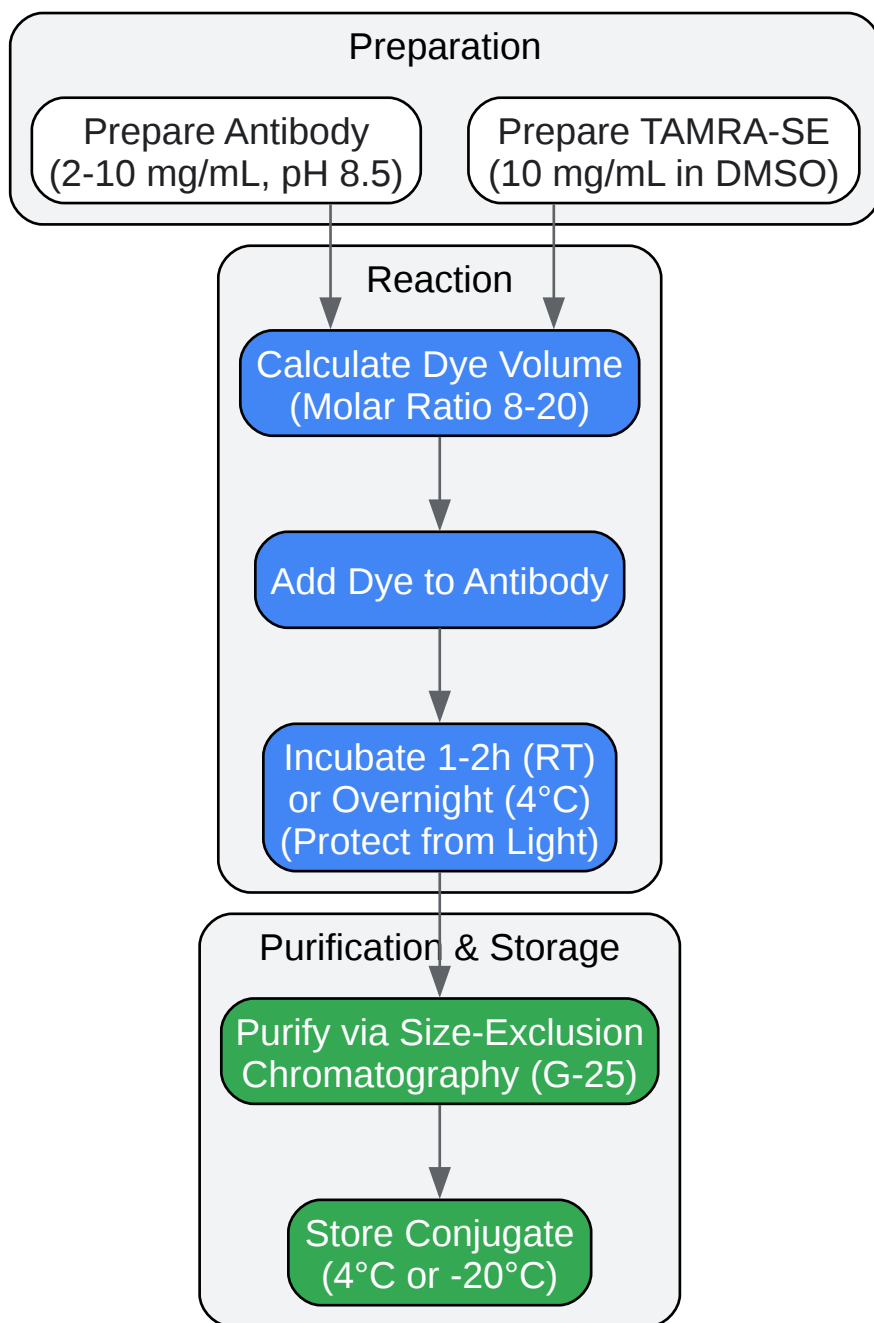 Preparation
Prepare Antibody
(2-10 mg/mL, pH 8.5)
Prepare TAMRA-SE
(10 mg/mL in DMSO)
Reaction
Calculate Dye Volume
(Molar Ratio 8-20)
Add Dye to Antibody
Incubate 1-2h (RT)
or Overnight (4°C)
(Protect from Light)
Purification & Storage
Purify via Size-Exclusion
Chromatography (G-25)
Store Conjugate
(4°C or -20°C)